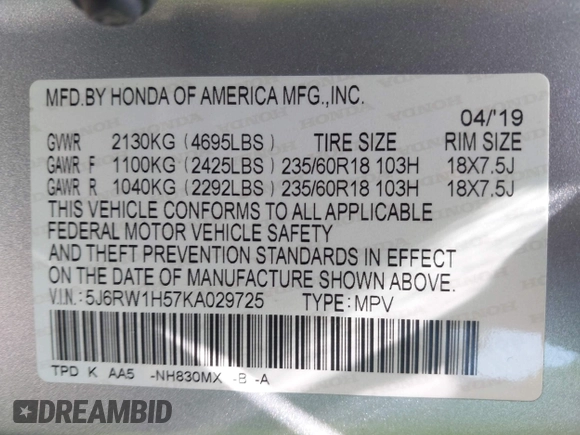 MFD.BY HONDA OF AMERICA MFG.,INC.
04/'19
GVWR 2130KG (4695LBS) TIRE SIZE RIM SIZE
GAWR F 1100KG (2425LBS) 235/60R18 103H 18X7.5J
GAWR R 1040KG (2292LBS) 235/60R18 103H 18X7.5J
THIS VEHICLE CONFORMS TO ALL APPLICABLE
FEDERAL MOTOR VEHICLE SAFETY
AND THEFT PREVENTION STANDARDS IN EFFECT
ON THE DATE OF MANUFACTURE SHOWN ABOVE.
V.I.N.: 5J6RW1H57KA029725 TYPE: MPV
TPD K AA5 -NH830MX -B -A
DREAMBID